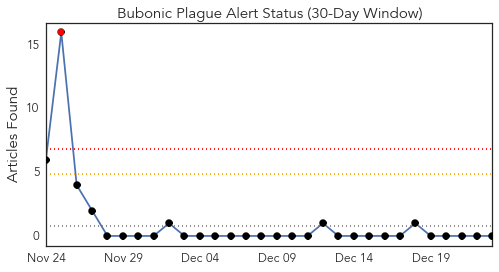 Bubonic Plague Alert Status (30-Day Window)
Articles Found
15
10
5
0
Nov 24 Nov 29 Dec 04 Dec 09 Dec 14 Dec 19